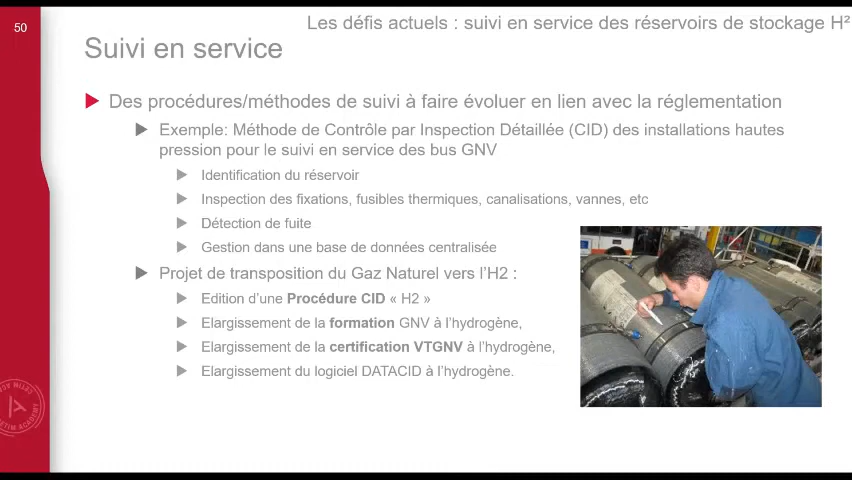 50
Les défis actuels : suivi en service des réservoirs de stockage H²
Suivi en service
Des procédures/méthodes de suivi à faire évoluer en lien avec la réglementation
Exemple: Méthode de Contrôle par Inspection Détaillée (CID) des installations hautes
pression pour le suivi en service des bus GNV
Identification du réservoir
Inspection des fixations, fusibles thermiques, canalisations, vannes, etc
Détection de fuite
Gestion dans une base de données centralisée
Projet de transposition du Gaz Naturel vers l'H2 :
Edition d'une Procédure CID « H2 »
Elargissement de la formation GNV à l'hydrogène,
Elargissement de la certification VTGNV à l'hydrogène,
Elargissement du logiciel DATACID à l'hydrogène.